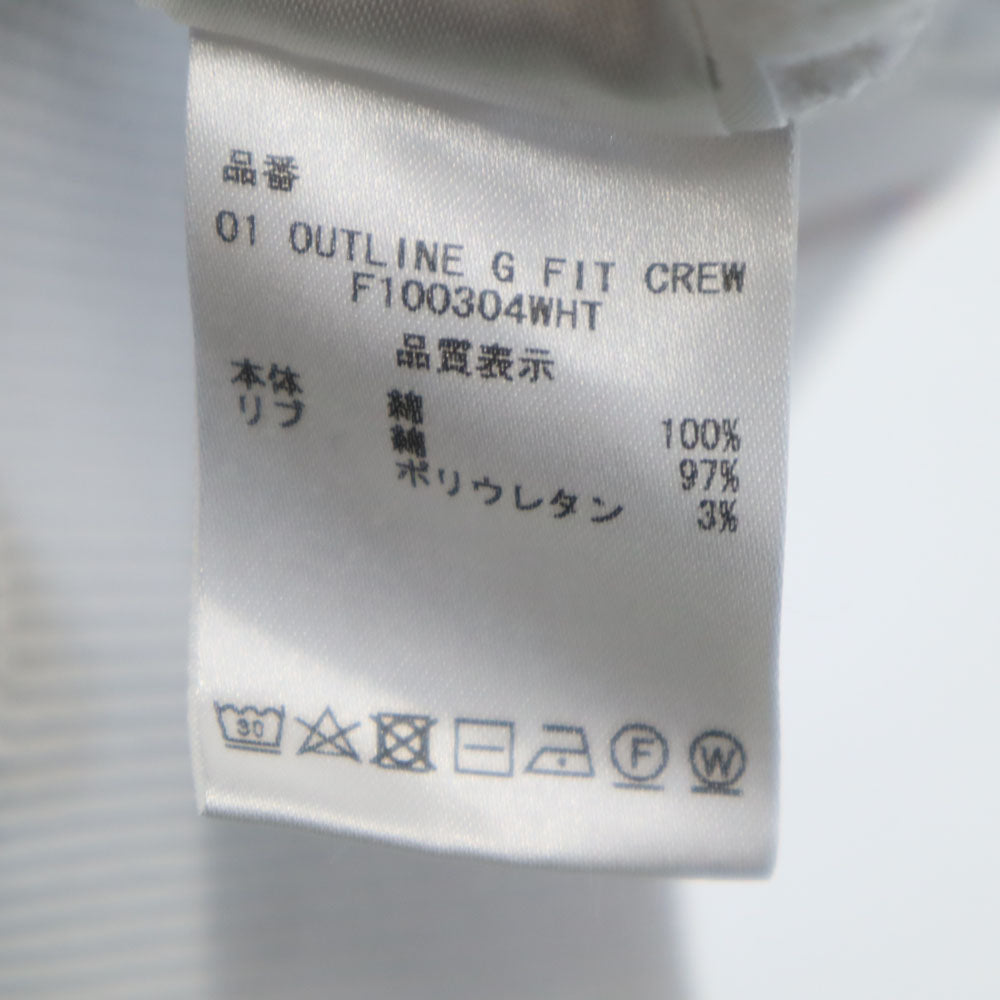 品番
01 OUTLINE G FIT CREW
F100304WHT
品質表示
本体 綿 100%
リブ 綿 97%
ポリウレタン 3%
30
F
W